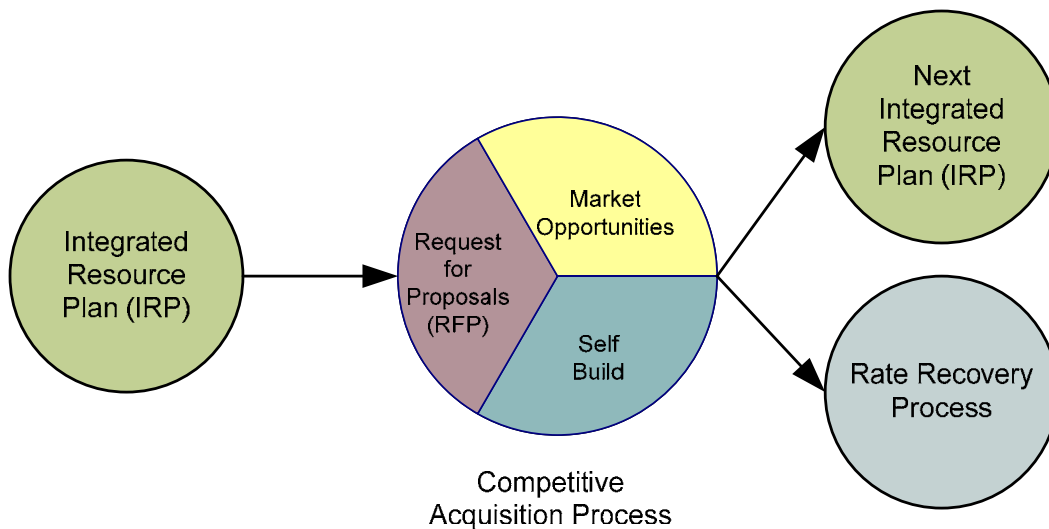 Integrated
Resource
Plan (IRP)
Request
for
Proposals
(RFP)
Market
Opportunities
Self
Build
Competitive
Acquisition Process
Next
Integrated
Resource
Plan (IRP)
Rate Recovery
Process